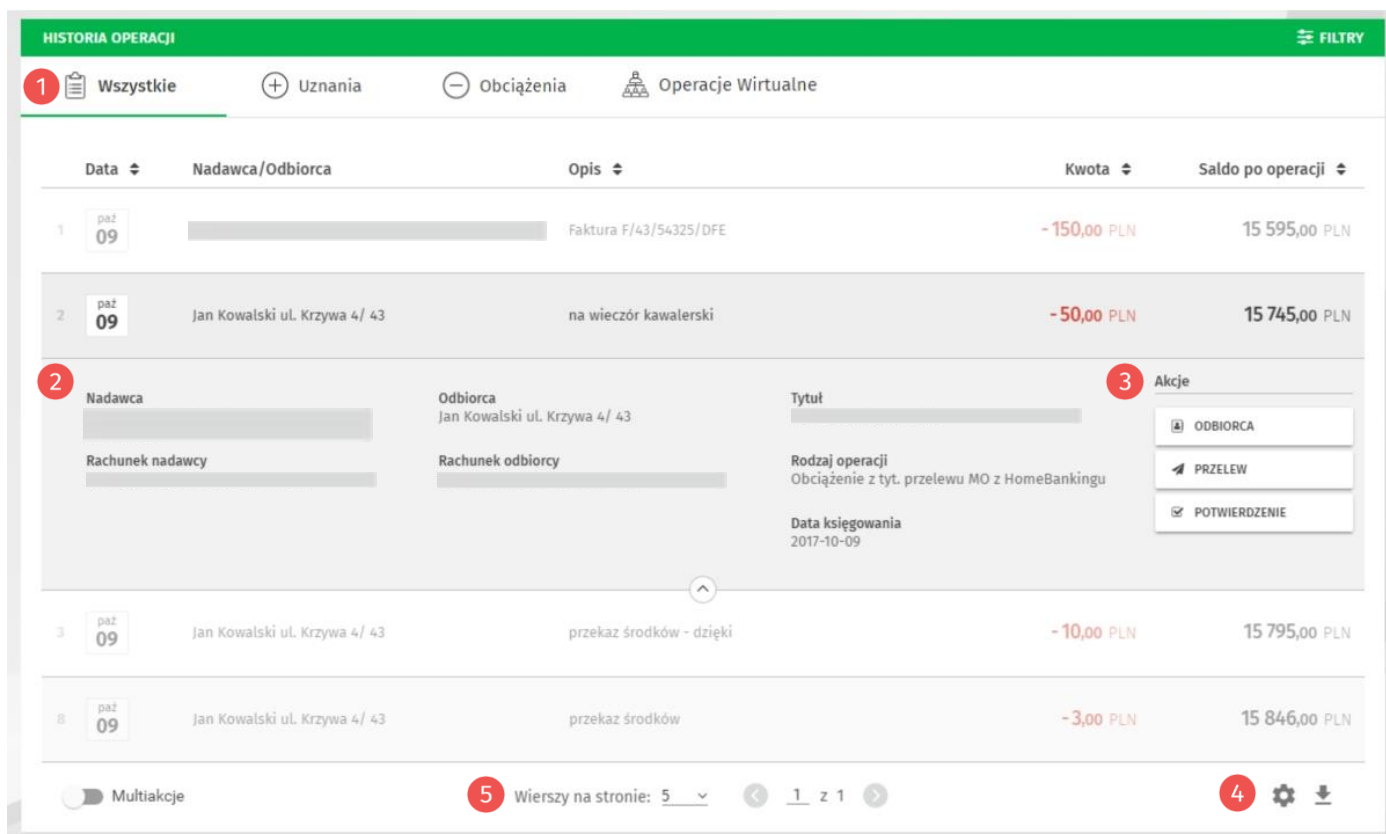 HISTORIA OPERACJI FILTRY
1 Wszystkie Uznania Obciążenia Operacje Wirtualne
Data Nadawca/Odbiorca Opis Kwota Saldo po operacji
1 paź 09 Faktura F/43/54325/DFE -150,00 PLN 15 595,00 PLN
2 paź 09 Jan Kowalski ul. Krzywa 4/ 43 na wieczór kawalerski -50,00 PLN 15 745,00 PLN
2 3 Akcje
Nadawca Odbiorca Tytuł
Jan Kowalski ul. Krzywa 4/ 43
ODBIORCA
Rachunek nadawcy Rachunek odbiorcy Rodzaj operacji
Obciążenie z tyt. przelewu MO z HomeBankingu
PRZELEW
POTWIERDZENIE
Data księgowania
2017-10-09
3 paź 09 Jan Kowalski ul. Krzywa 4/ 43 przekaz środków - dzięki -10,00 PLN 15 795,00 PLN
8 paź 09 Jan Kowalski ul. Krzywa 4/ 43 przekaz środków -3,00 PLN 15 846,00 PLN
Multiakcje 5 Wierszy na stronie: 5 1 z 1 4